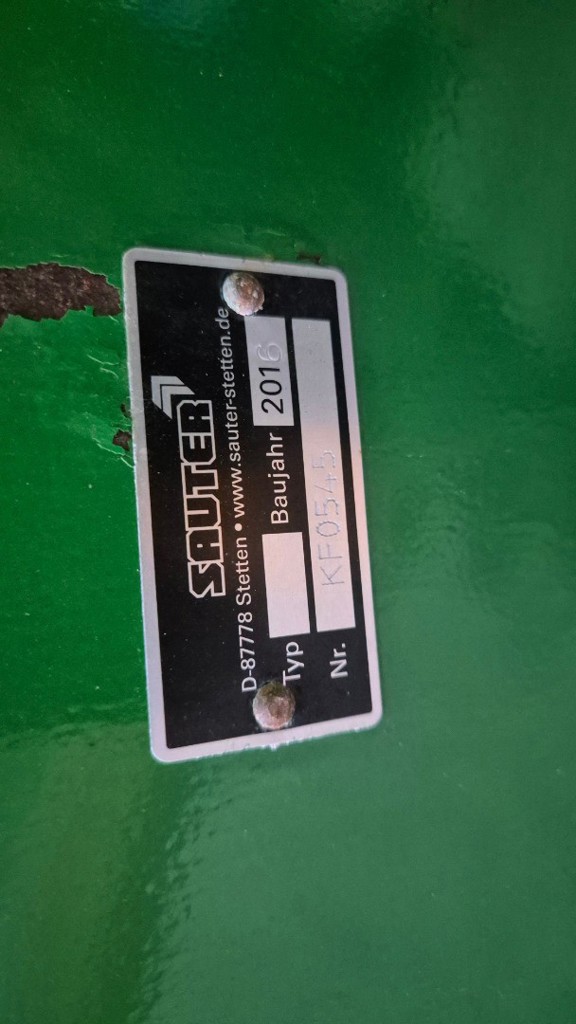 SAUTER
D-87778 Stetten • www.sauter-stetten.de
Typ Baujahr 2016
Nr. KF0545